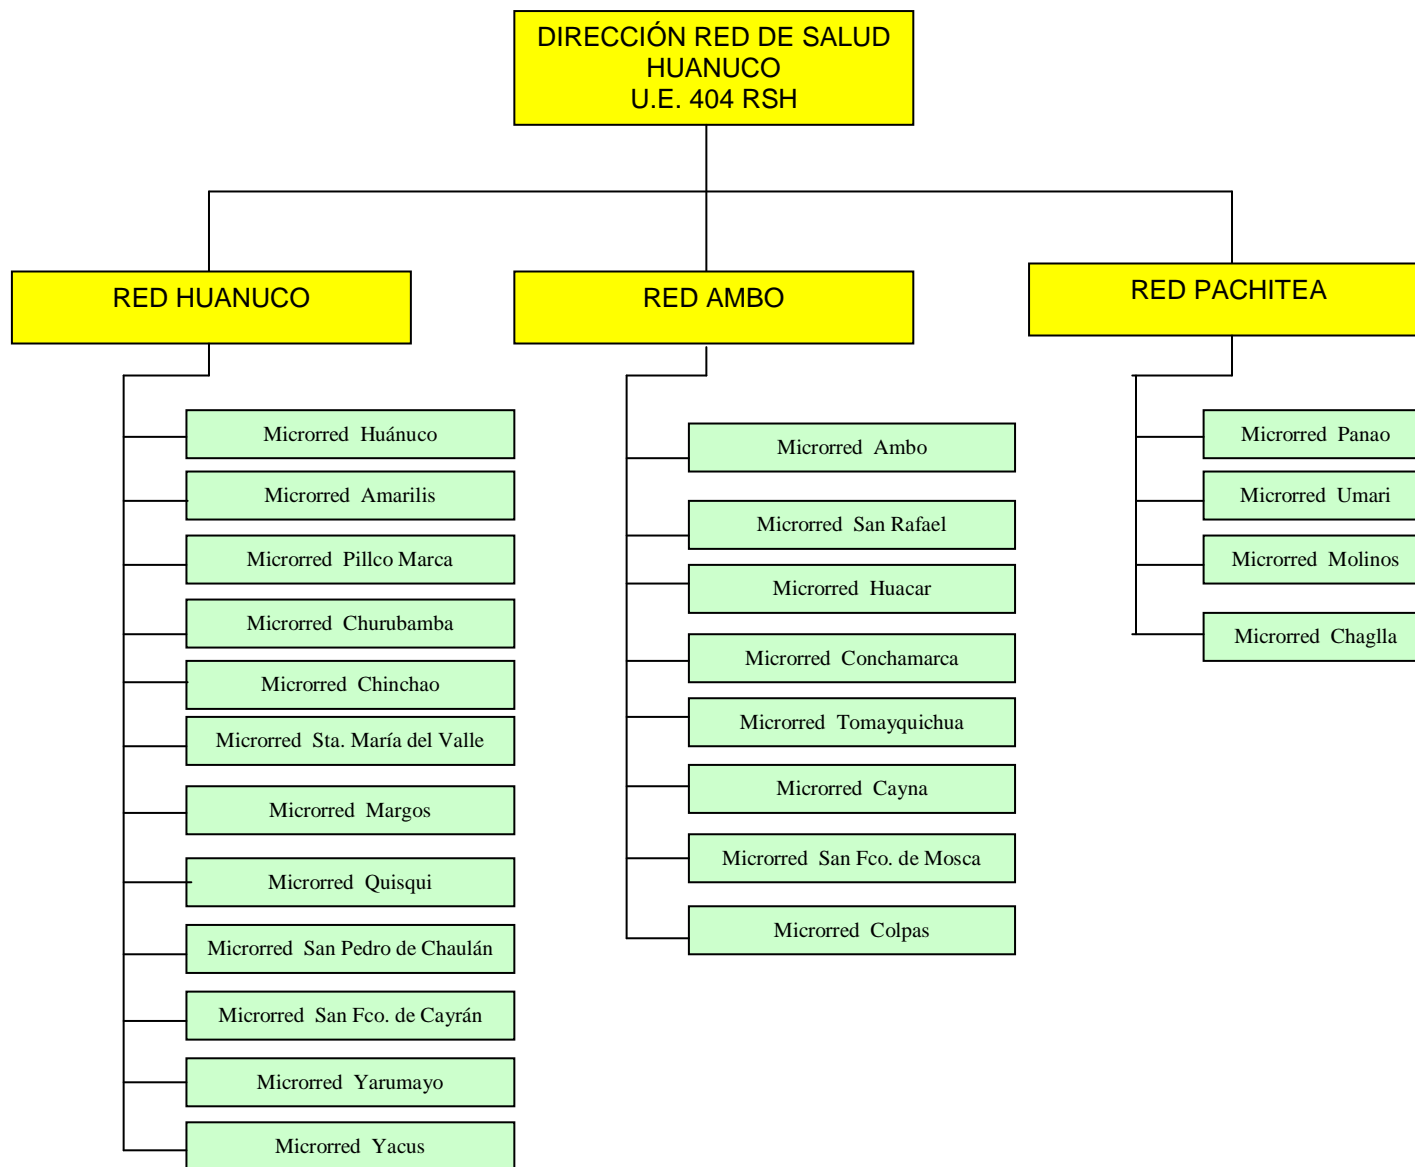 DIRECCIÓN RED DE SALUD
HUANUCO
U.E. 404 RSH
RED HUANUCO
RED AMBO
RED PACHITEA
Microrred Huánuco
Microrred Amarilis
Microrred Pillco Marca
Microrred Churubamba
Microrred Chinchao
Microrred Sta. María del Valle
Microrred Margos
Microrred Quisqui
Microrred San Pedro de Chaulán
Microrred San Fco. de Cayrán
Microrred Yarumayo
Microrred Yacus
Microrred Ambo
Microrred San Rafael
Microrred Huacar
Microrred Conchamarca
Microrred Tomayquichua
Microrred Cayna
Microrred San Fco. de Mosca
Microrred Colpas
Microrred Panao
Microrred Umari
Microrred Molinos
Microrred Chaglla